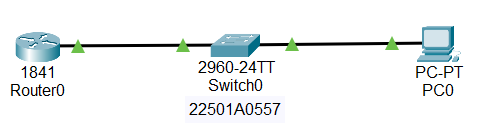 1841
Router0
2960-24TT
Switch0
22501A0557
PC-PT
PC0